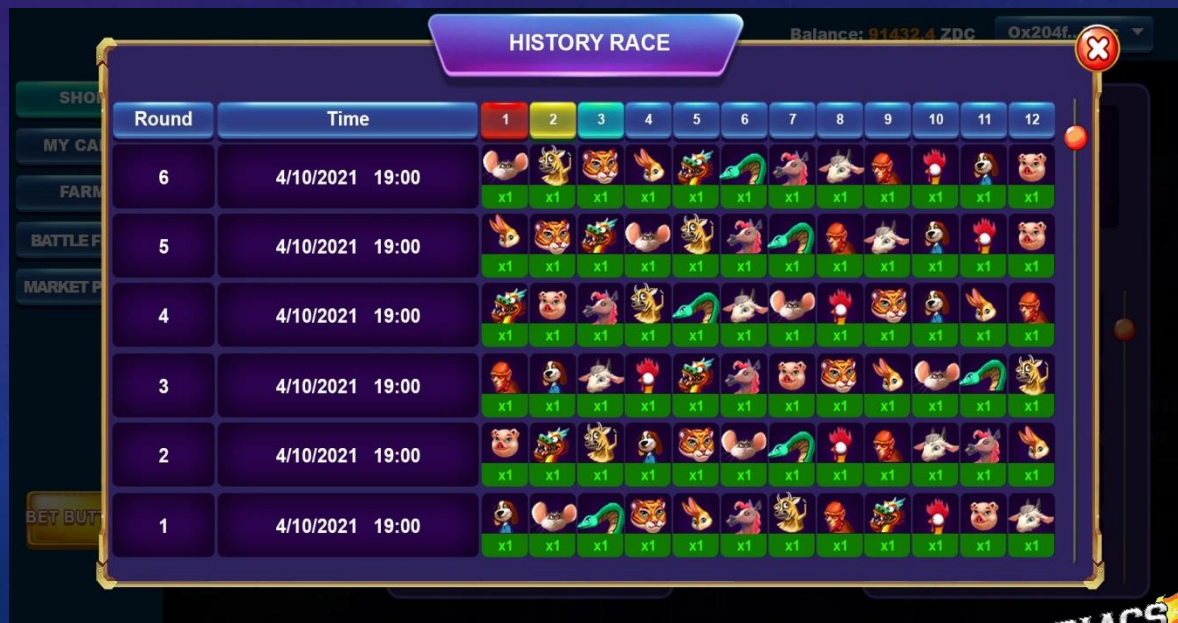 HISTORY RACE
Balance: 91432.4 ZDC
0x204f..
SHO
MY CA
FARM
BATTLE F
MARKET P
BET BUT
Round Time 1 2 3 4 5 6 7 8 9 10 11 12
6 4/10/2021 19:00
x1 x1 x1 x1 x1 x1 x1 x1 x1 x1 x1 x1
5 4/10/2021 19:00
x1 x1 x1 x1 x1 x1 x1 x1 x1 x1 x1 x1
4 4/10/2021 19:00
x1 x1 x1 x1 x1 x1 x1 x1 x1 x1 x1 x1
3 4/10/2021 19:00
x1 x1 x1 x1 x1 x1 x1 x1 x1 x1 x1 x1
2 4/10/2021 19:00
x1 x1 x1 x1 x1 x1 x1 x1 x1 x1 x1 x1
1 4/10/2021 19:00
x1 x1 x1 x1 x1 x1 x1 x1 x1 x1 x1 x1